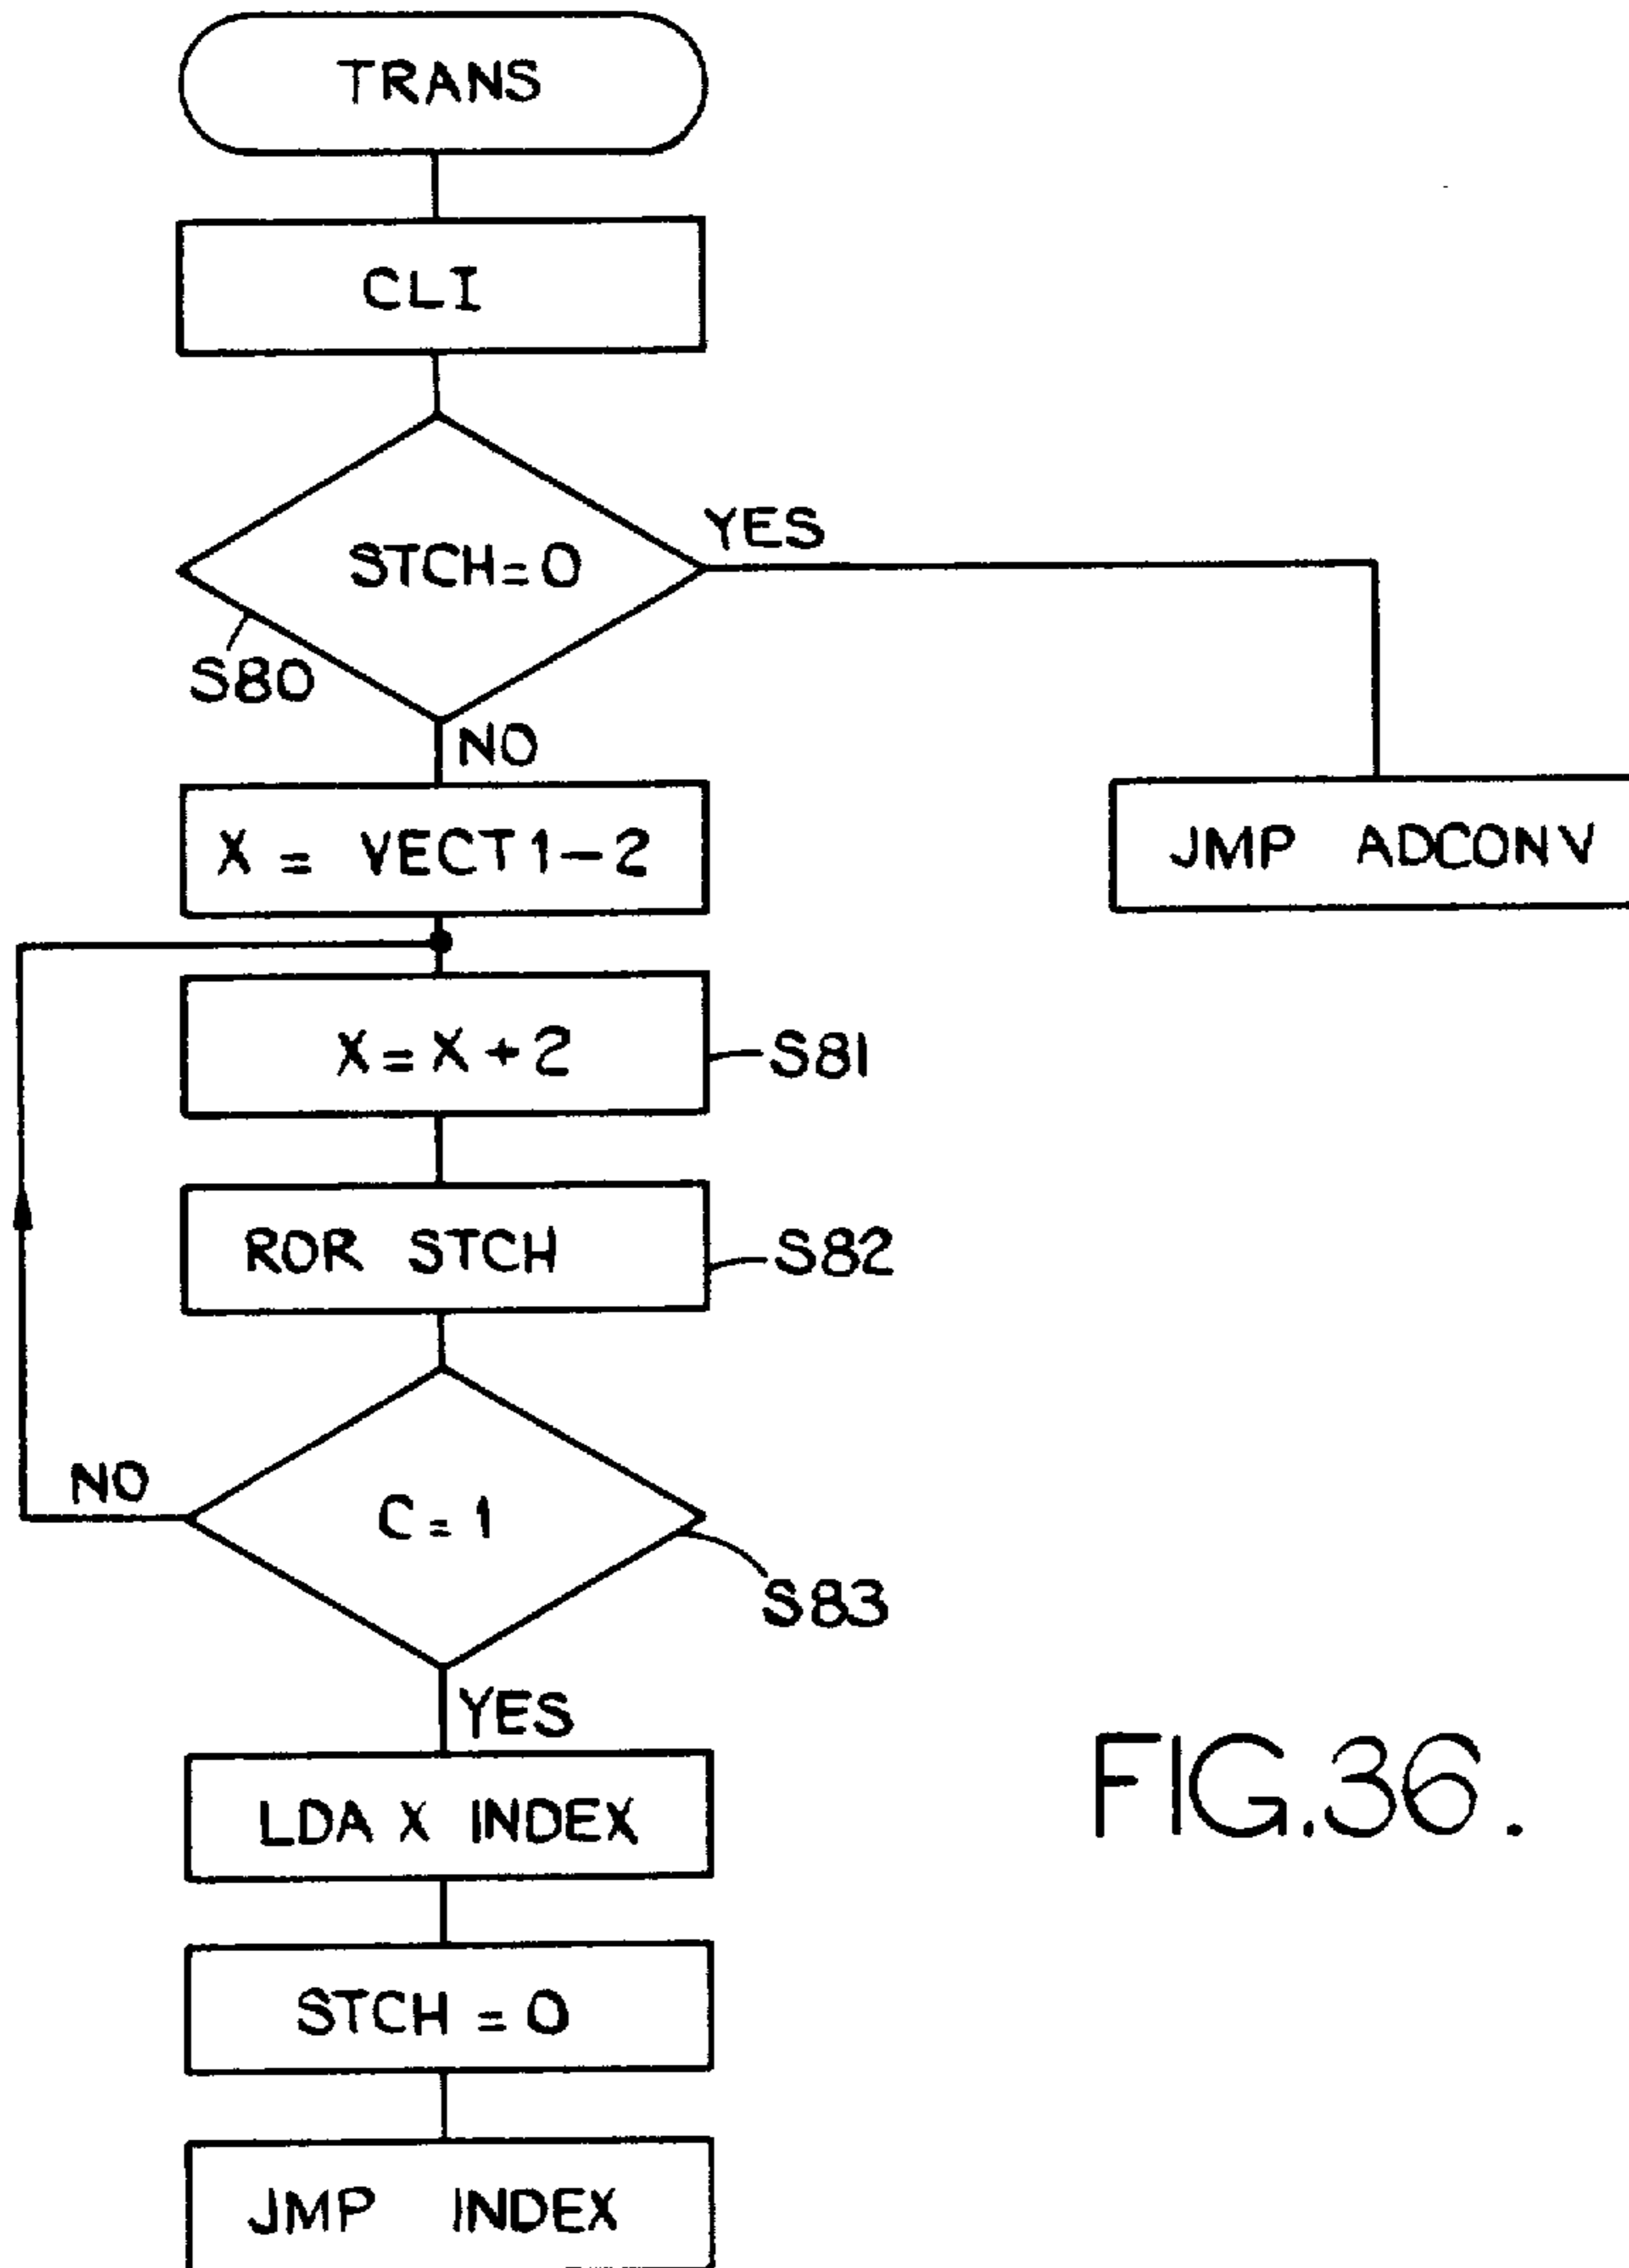 TRANS
CLI
STCH=0
YES
S80
NO
X = VECT1-2
JMP ADCONV
X=X+2
S81
ROR STCH
S82
NO
C=1
S83
YES
LDA X INDEX
FIG.36.
STCH=0
JMP INDEX